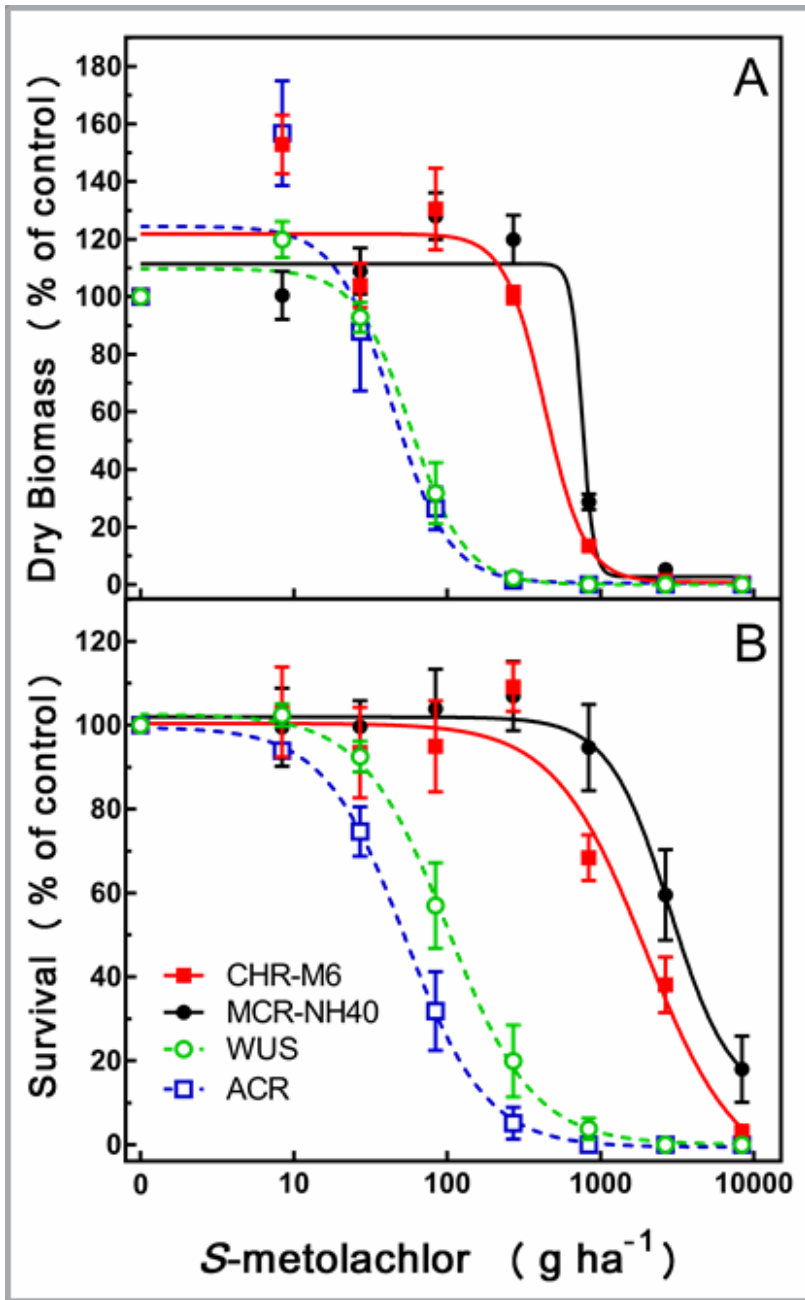 A
Dry Biomass ( % of control )
180
160
140
120
100
80
60
40
20
0
B
Survival ( % of control )
120
100
80
60
40
20
0
CHR-M6
MCR-NH40
WUS
ACR
0 10 100 1000 10000
S-metolachlor ( g ha⁻¹ )